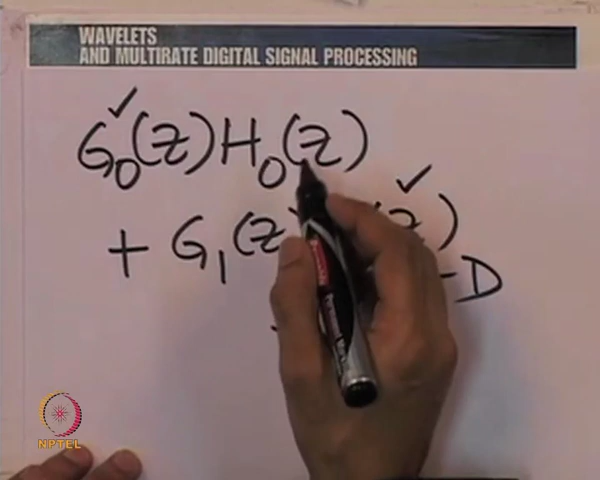 WAVELETS
AND MULTIRATE DIGITAL SIGNAL PROCESSING
✓
G₀(Z)H₀(Z)
✓
+ G₁(Z) (Z)
-D
NPTEL